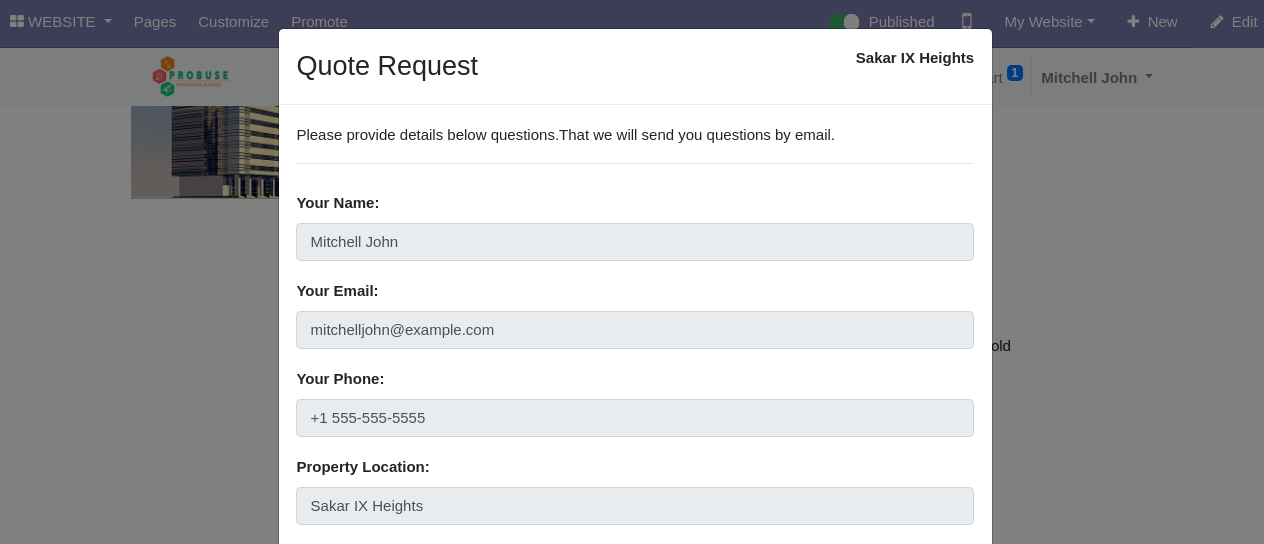 WEBSITE Pages Customize Promote Published My Website New Edit
Quote Request
Sakar IX Heights
PROBUSE
1
Mitchell John
Please provide details below questions.That we will send you questions by email.
Your Name:
Mitchell John
Your Email:
mitchelljohn@example.com
Your Phone:
+1 555-555-5555
old
Property Location:
Sakar IX Heights